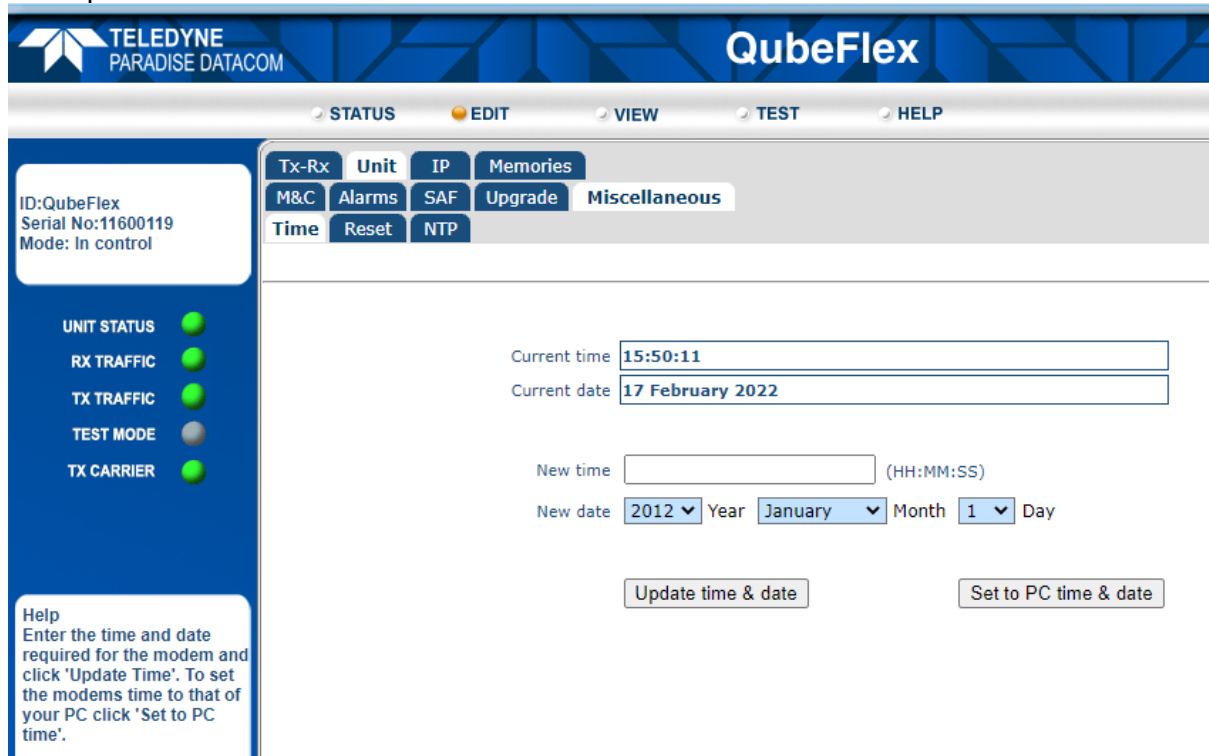 TELEDYNE
PARADISE DATACOM
QubeFlex
STATUS EDIT VIEW TEST HELP
Tx-Rx Unit IP Memories
M&C Alarms SAF Upgrade Miscellaneous
Time Reset NTP
ID:QubeFlex
Serial No:11600119
Mode: In control
UNIT STATUS
RX TRAFFIC
TX TRAFFIC
TEST MODE
TX CARRIER
Current time 15:50:11
Current date 17 February 2022
New time (HH:MM:SS)
New date 2012 Year January Month 1 Day
Update time & date Set to PC time & date
Help
Enter the time and date
required for the modem and
click 'Update Time'. To set
the modems time to that of
your PC click 'Set to PC
time'.